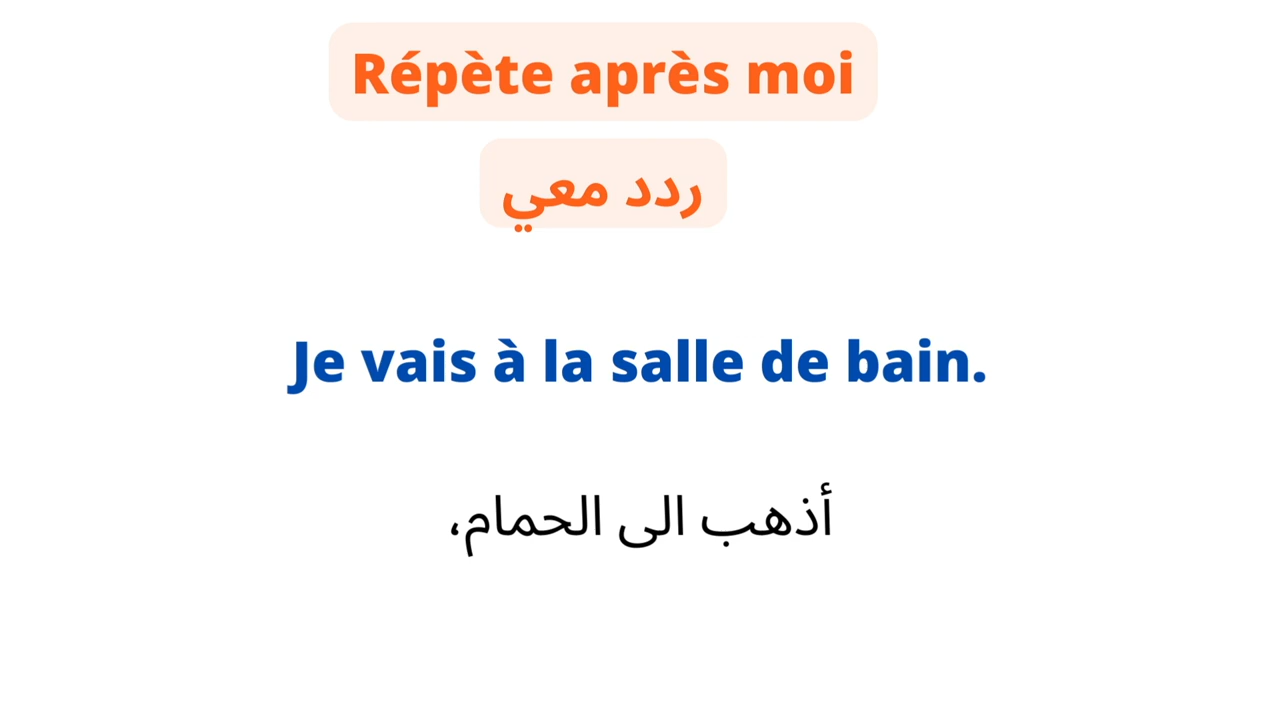 Répète après moi
ردد معي
Je vais à la salle de bain.
أذهب الى الحمام،